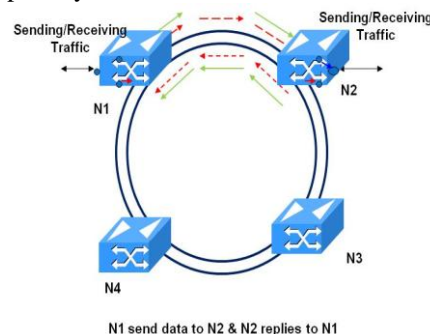 Sending/Receiving
Traffic
Sending/Receiving
Traffic
N1
N2
N4
N3
N1 send data to N2 & N2 replies to N1